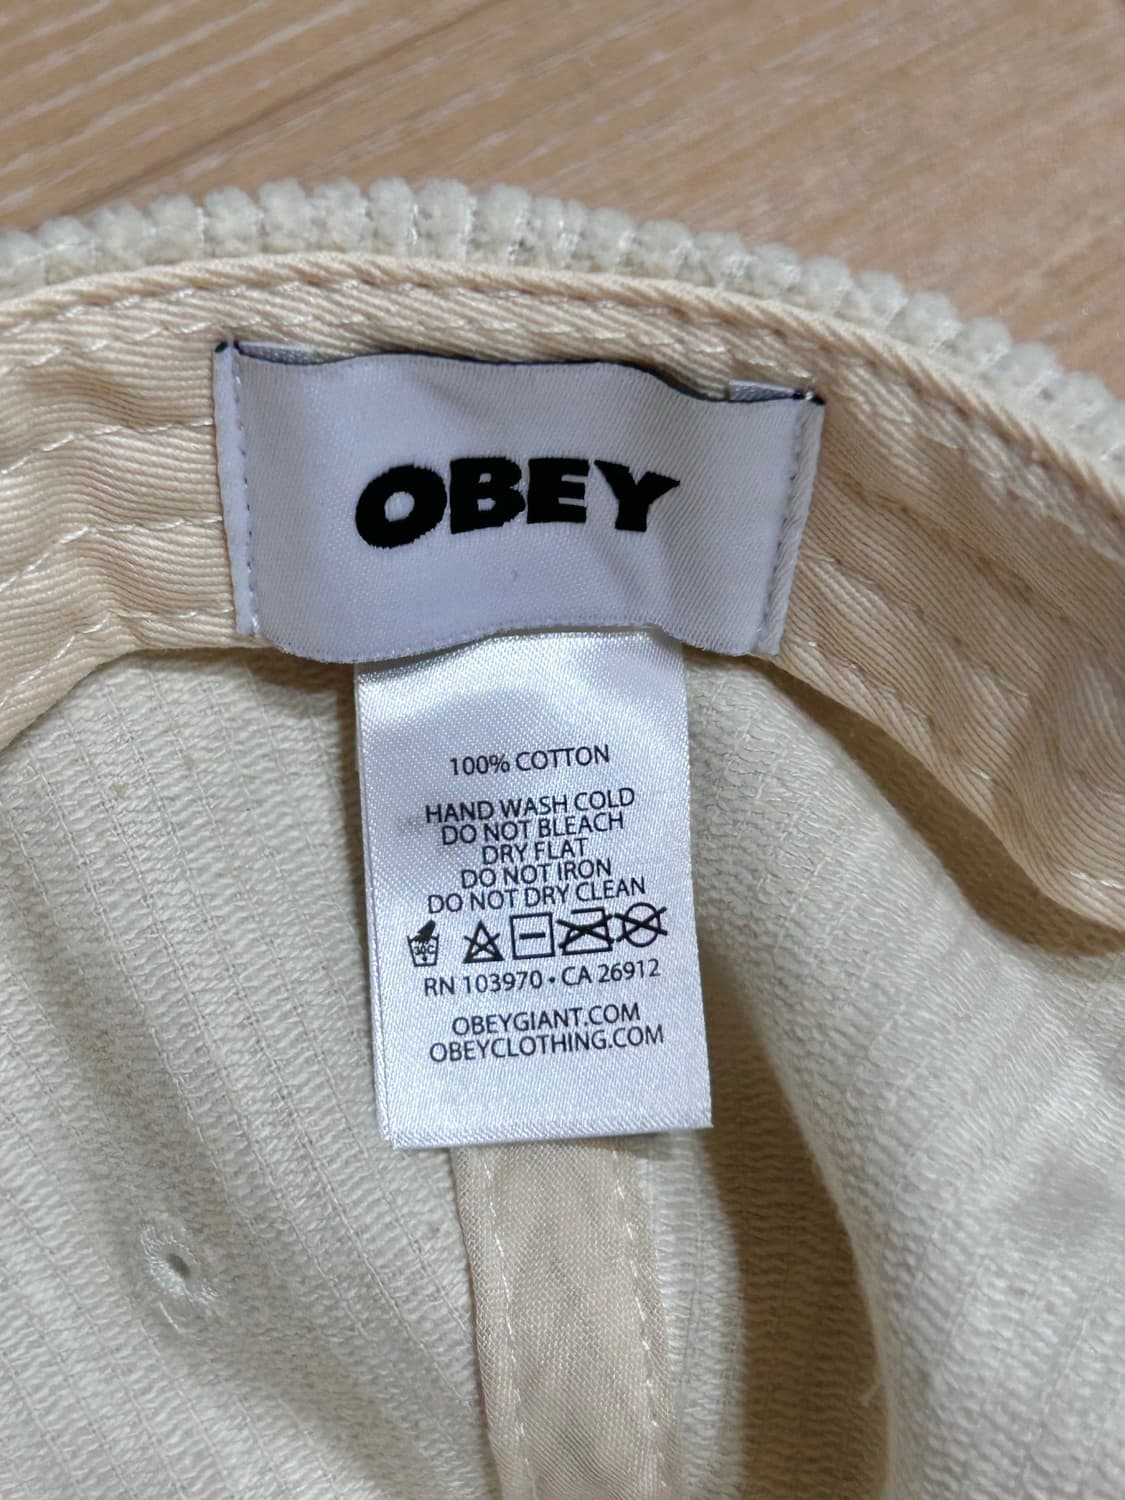 OBEY
100% COTTON
HAND WASH COLD
DO NOT BLEACH
DRY FLAT
DO NOT IRON
DO NOT DRY CLEAN
30C
RN 103970 • CA 26912
OBEYGIANT.COM
OBEYCLOTHING.COM